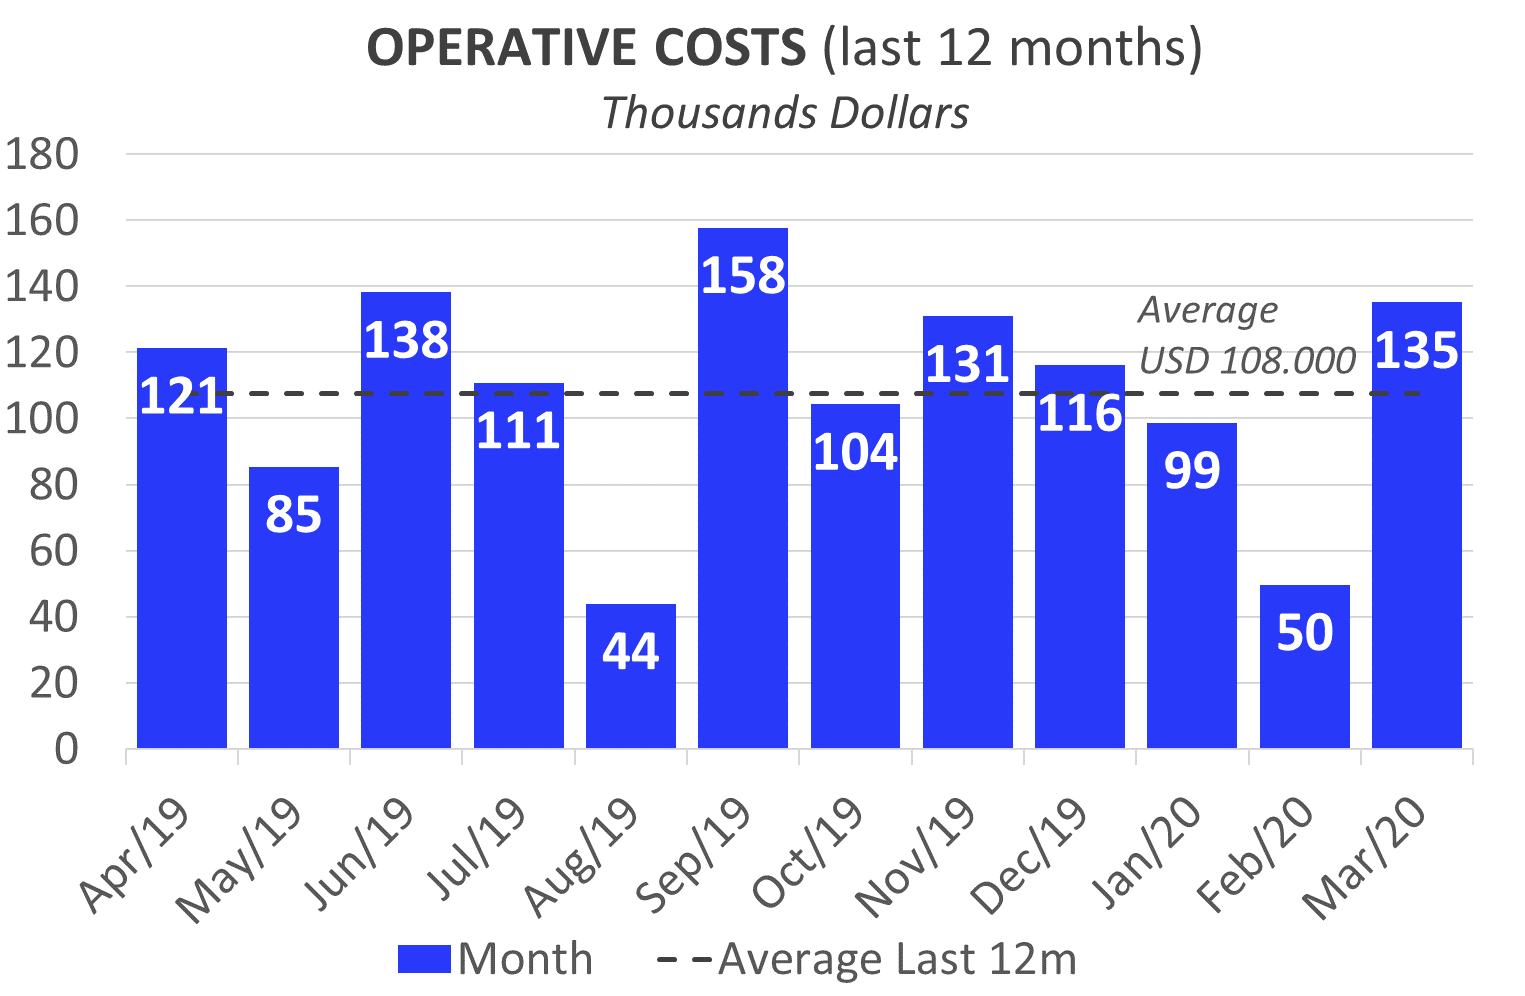 OPERATIVE COSTS (last 12 months)
Thousands Dollars
180
160
140
120
100
80
60
40
20
0
121
85
138
111
44
158
104
131
116
99
50
135
Average
USD 108.000
Apr/19
May/19
Jun/19
Jul/19
Aug/19
Sep/19
Oct/19
Nov/19
Dec/19
Jan/20
Feb/20
Mar/20
Month
Average Last 12m